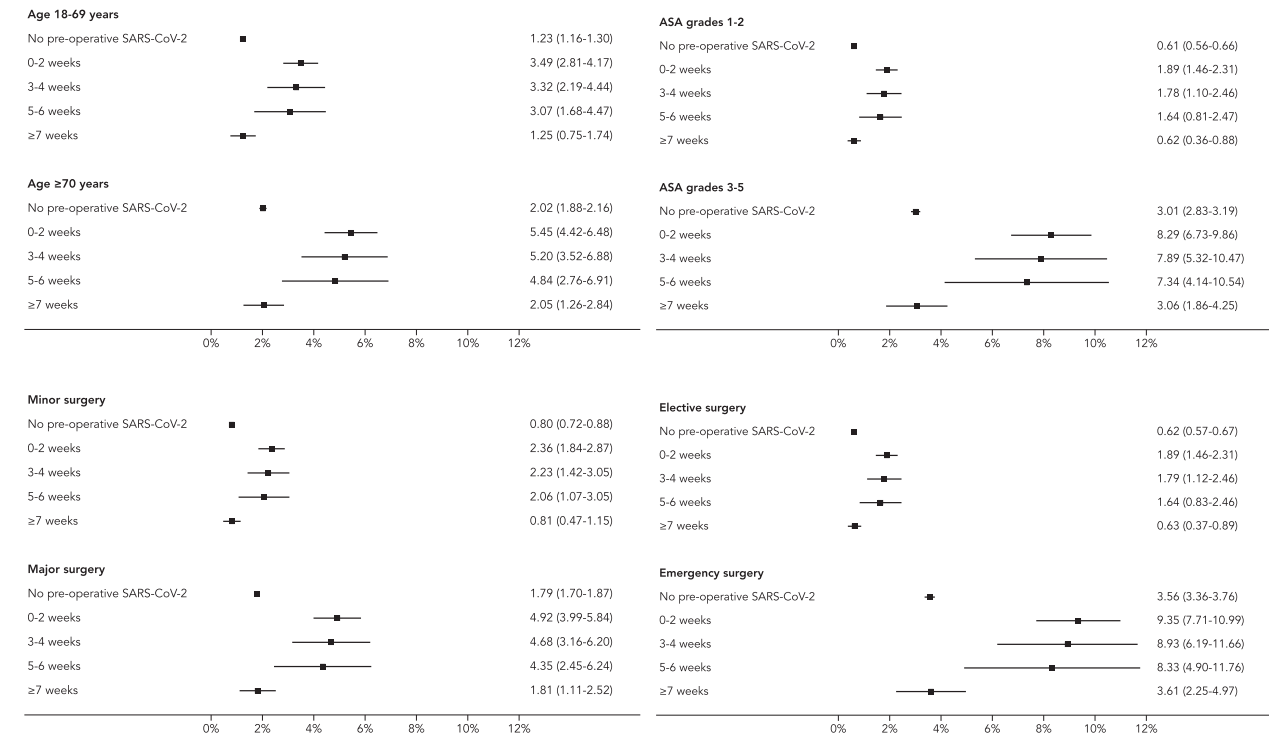 Age 18-69 years
No pre-operative SARS-CoV-2 1.23 (1.16-1.30)
0-2 weeks 3.49 (2.81-4.17)
3-4 weeks 3.32 (2.19-4.44)
5-6 weeks 3.07 (1.68-4.47)
≥7 weeks 1.25 (0.75-1.74)
Age ≥70 years
No pre-operative SARS-CoV-2 2.02 (1.88-2.16)
0-2 weeks 5.45 (4.42-6.48)
3-4 weeks 5.20 (3.52-6.88)
5-6 weeks 4.84 (2.76-6.91)
≥7 weeks 2.05 (1.26-2.84)
0% 2% 4% 6% 8% 10% 12%
ASA grades 1-2
No pre-operative SARS-CoV-2 0.61 (0.56-0.66)
0-2 weeks 1.89 (1.46-2.31)
3-4 weeks 1.78 (1.10-2.46)
5-6 weeks 1.64 (0.81-2.47)
≥7 weeks 0.62 (0.36-0.88)
ASA grades 3-5
No pre-operative SARS-CoV-2 3.01 (2.83-3.19)
0-2 weeks 8.29 (6.73-9.86)
3-4 weeks 7.89 (5.32-10.47)
5-6 weeks 7.34 (4.14-10.54)
≥7 weeks 3.06 (1.86-4.25)
0% 2% 4% 6% 8% 10% 12%
Minor surgery
No pre-operative SARS-CoV-2 0.80 (0.72-0.88)
0-2 weeks 2.36 (1.84-2.87)
3-4 weeks 2.23 (1.42-3.05)
5-6 weeks 2.06 (1.07-3.05)
≥7 weeks 0.81 (0.47-1.15)
Major surgery
No pre-operative SARS-CoV-2 1.79 (1.70-1.87)
0-2 weeks 4.92 (3.99-5.84)
3-4 weeks 4.68 (3.16-6.20)
5-6 weeks 4.35 (2.45-6.24)
≥7 weeks 1.81 (1.11-2.52)
0% 2% 4% 6% 8% 10% 12%
Elective surgery
No pre-operative SARS-CoV-2 0.62 (0.57-0.67)
0-2 weeks 1.89 (1.46-2.31)
3-4 weeks 1.79 (1.12-2.46)
5-6 weeks 1.64 (0.83-2.46)
≥7 weeks 0.63 (0.37-0.89)
Emergency surgery
No pre-operative SARS-CoV-2 3.56 (3.36-3.76)
0-2 weeks 9.35 (7.71-10.99)
3-4 weeks 8.93 (6.19-11.66)
5-6 weeks 8.33 (4.90-11.76)
≥7 weeks 3.61 (2.25-4.97)
0% 2% 4% 6% 8% 10% 12%